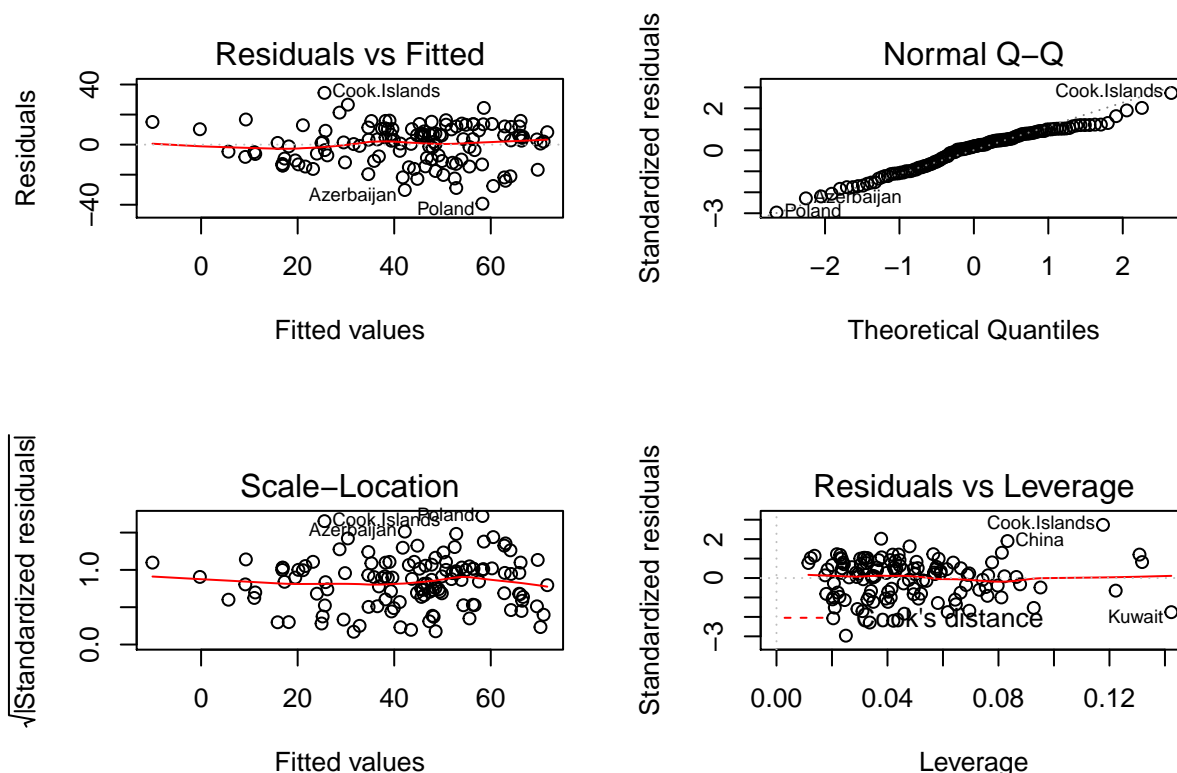 Residuals vs Fitted
Residuals
40
0
−40
Cook.Islands
Azerbaijan
Poland
0 20 40 60
Fitted values
Normal Q−Q
Standardized residuals
2
0
−3
Cook.Islands
Azerbaijan
Poland
−2 −1 0 1 2
Theoretical Quantiles
Scale−Location
√|Standardized residuals|
1.0
0.0
Cook.Islands
Poland
Azerbaijan
0 20 40 60
Fitted values
Residuals vs Leverage
Standardized residuals
2
0
−3
Cook.Islands
China
Kuwait
Cook's distance
0.00 0.04 0.08 0.12
Leverage